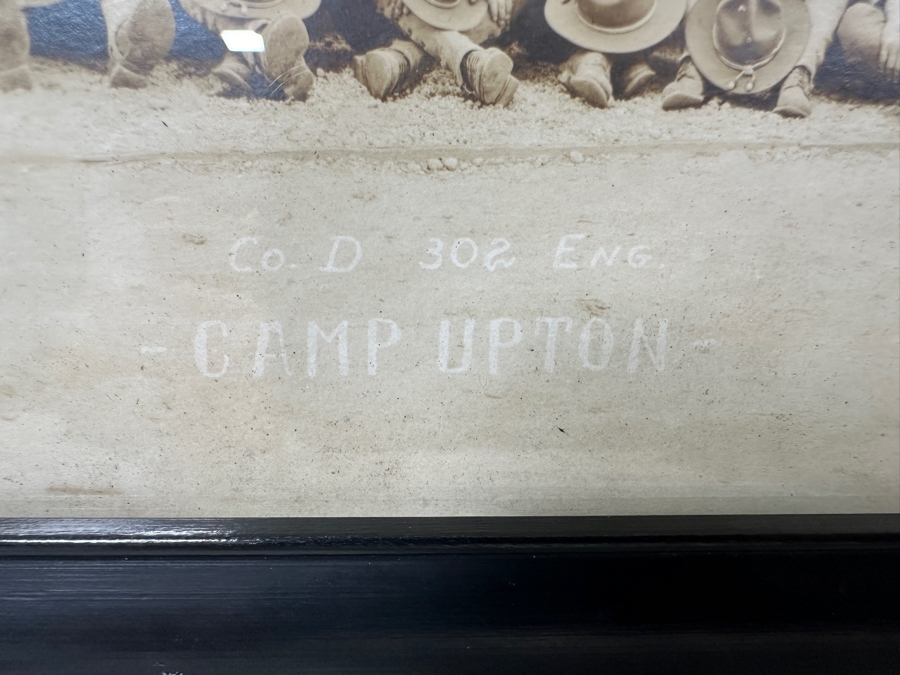 Co. D 302 ENG.
- CAMP UPTON -